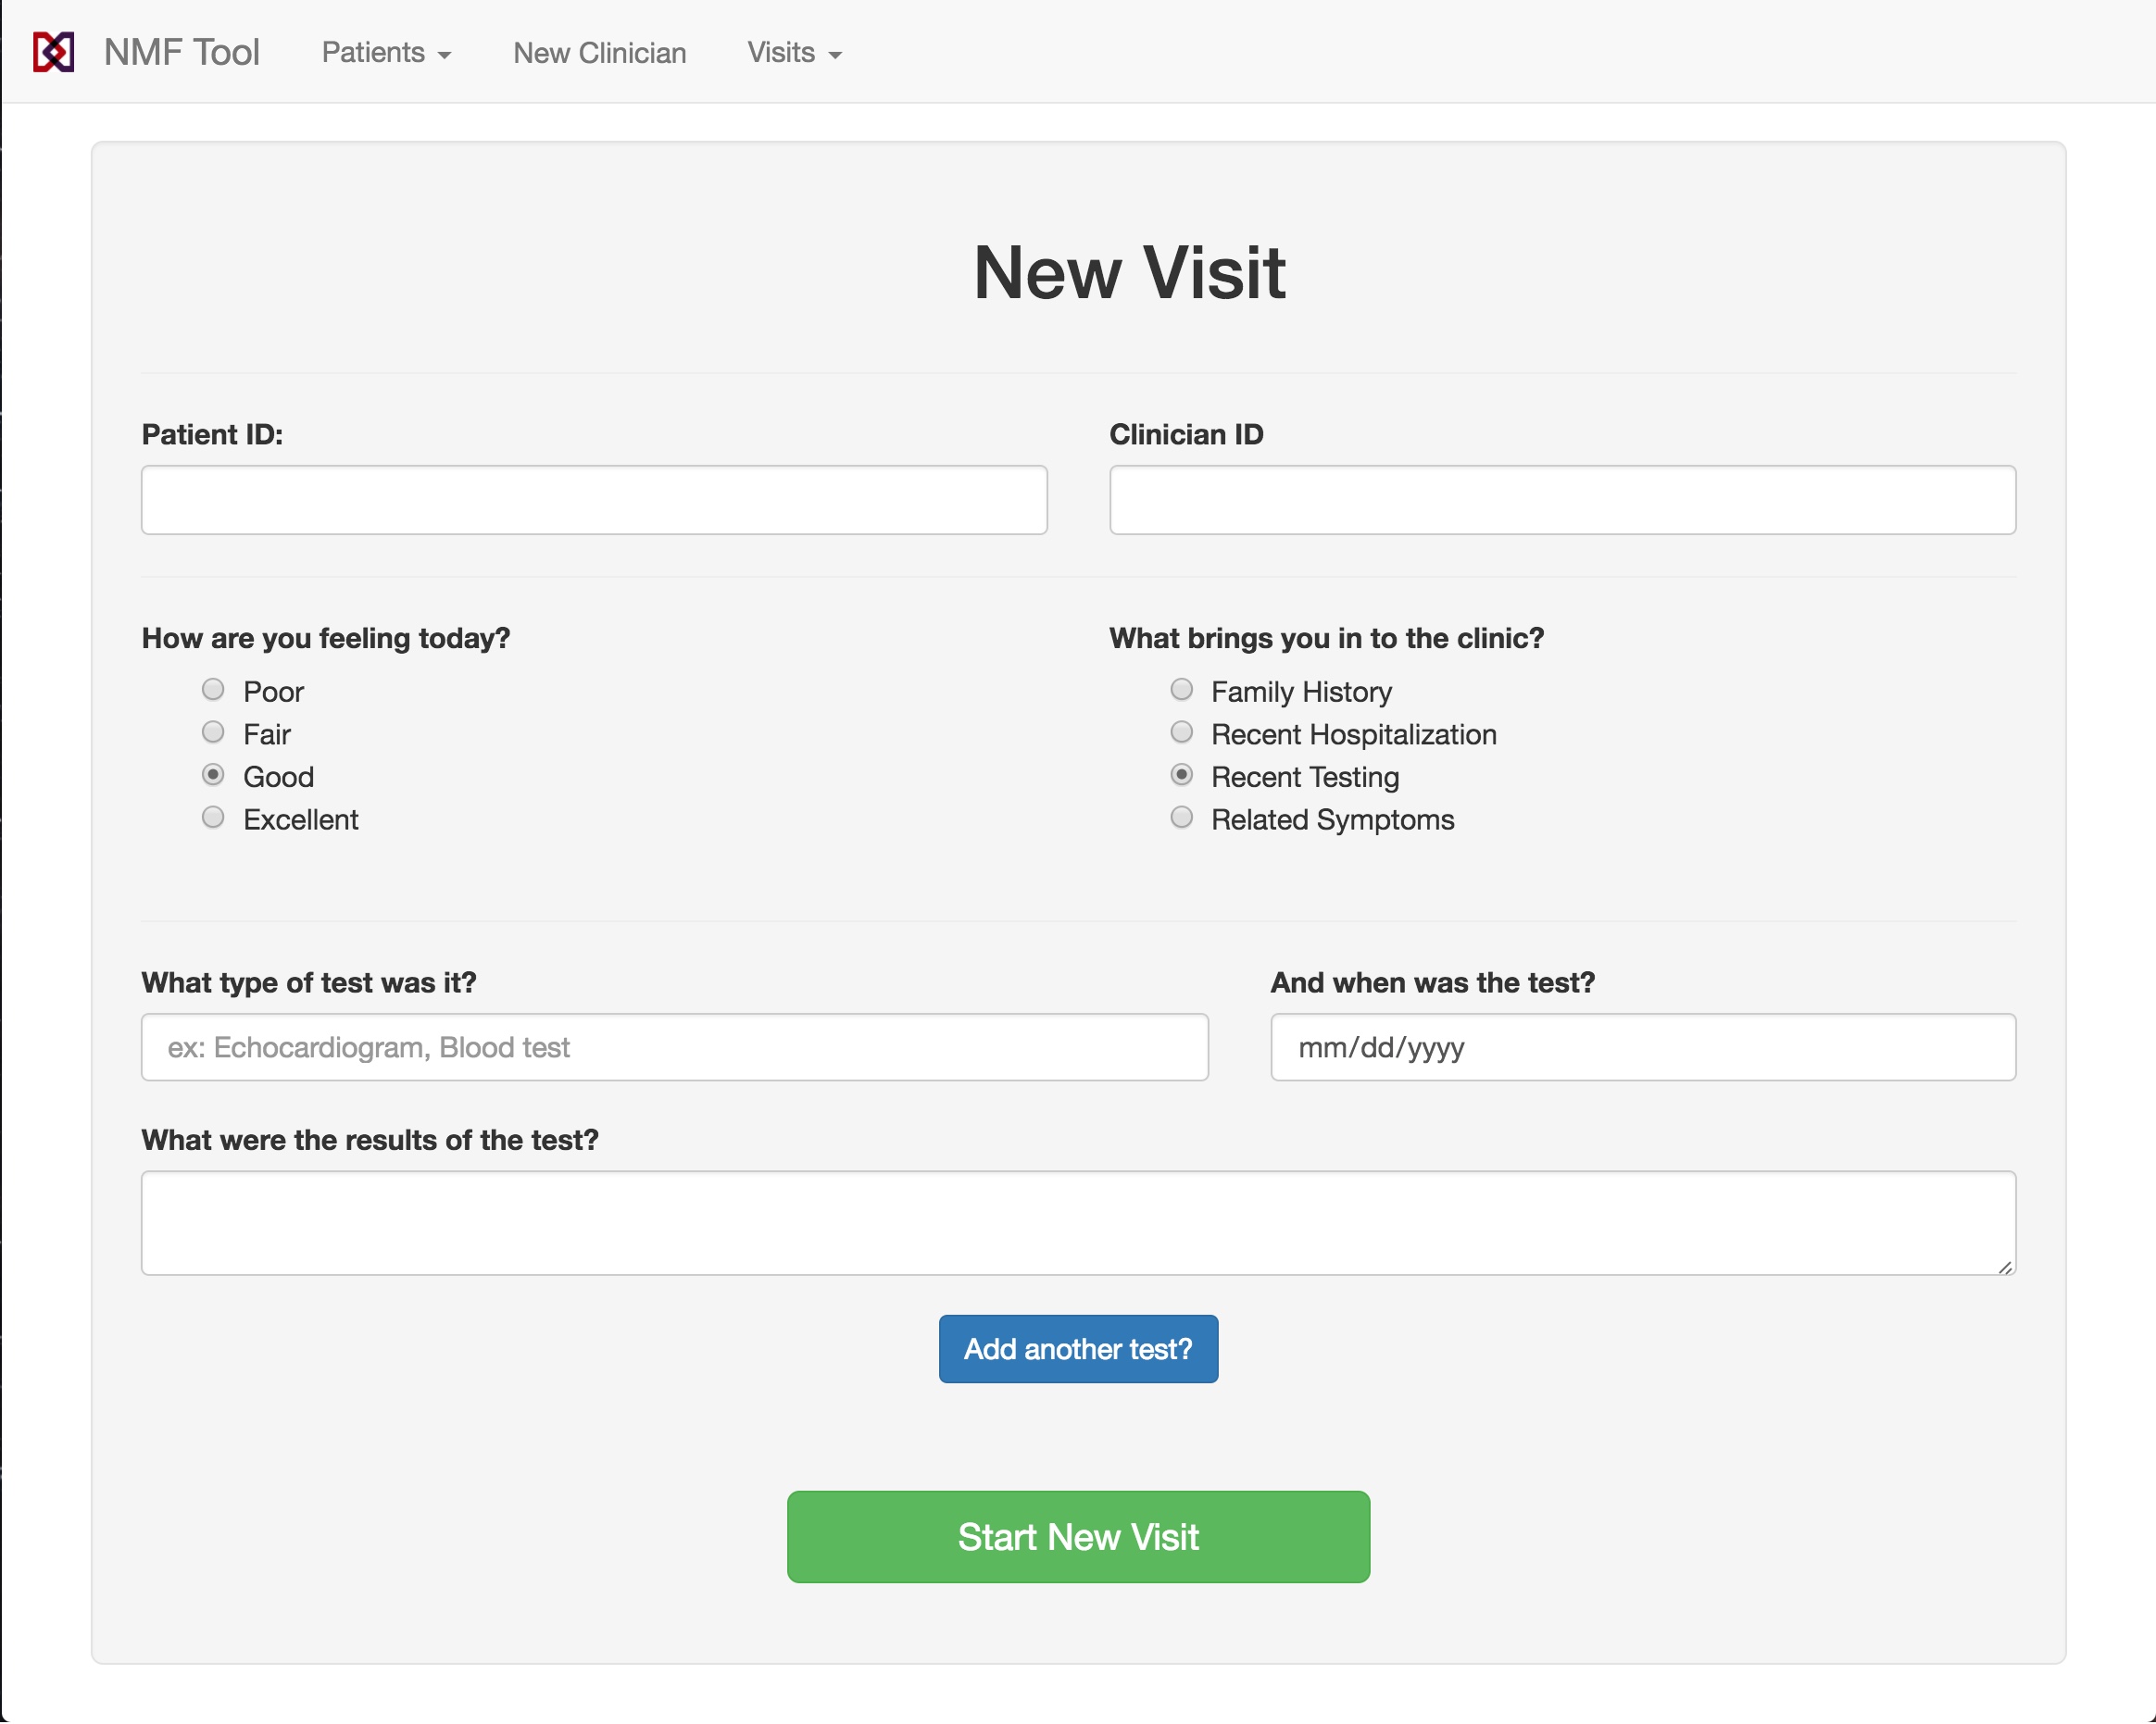 NMF Tool Patients New Clinician Visits
New Visit
Patient ID:
Clinician ID
How are you feeling today?
Poor
Fair
Good
Excellent
What brings you in to the clinic?
Family History
Recent Hospitalization
Recent Testing
Related Symptoms
What type of test was it?
ex: Echocardiogram, Blood test
And when was the test?
mm/dd/yyyy
What were the results of the test?
Add another test?
Start New Visit